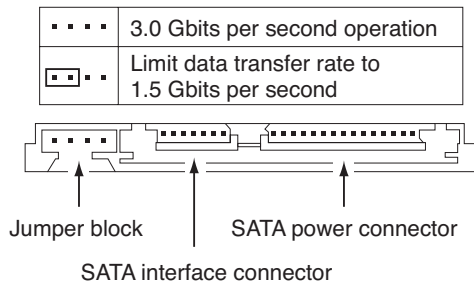 3.0 Gbits per second operation
Limit data transfer rate to
1.5 Gbits per second
Jumper block
SATA power connector
SATA interface connector